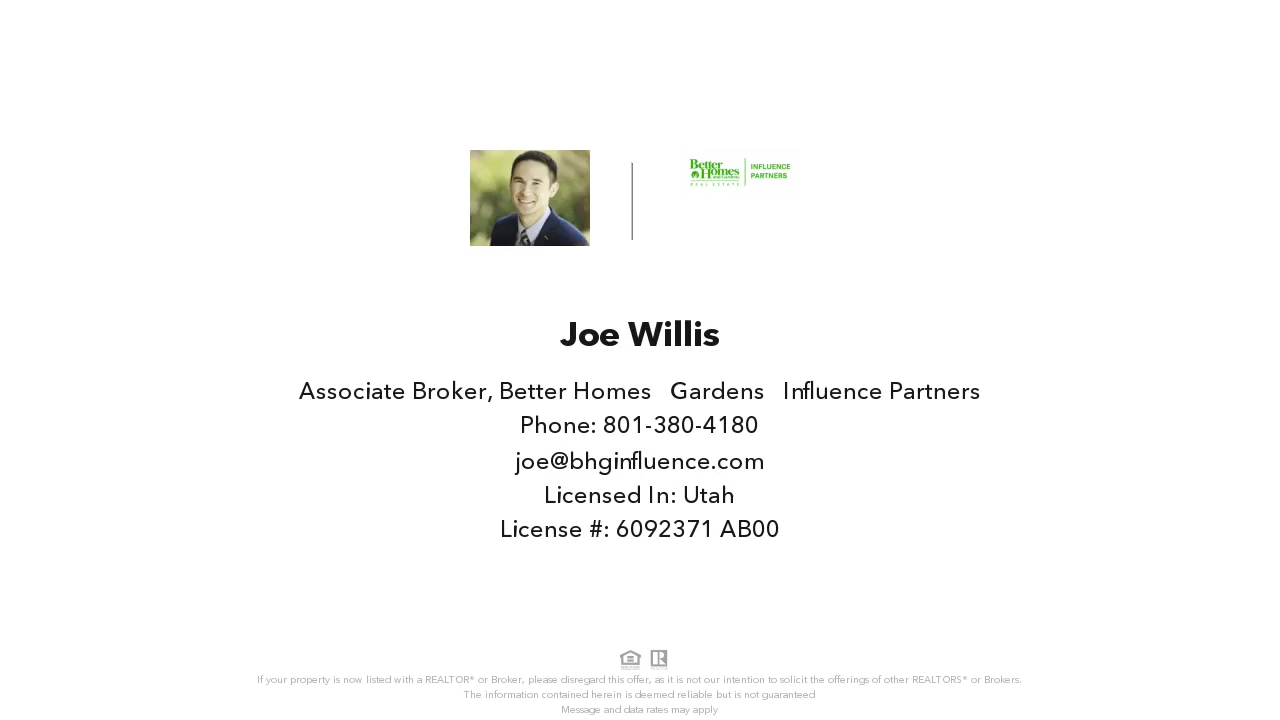 Better
Homes
and Gardens
REAL ESTATE
INFLUENCE
PARTNERS
Joe Willis
Associate Broker, Better Homes   Gardens   Influence Partners
Phone: 801-380-4180
joe@bhginfluence.com
Licensed In: Utah
License #: 6092371 AB00
If your property is now listed with a REALTOR® or Broker, please disregard this offer, as it is not our intention to solicit the offerings of other REALTORS® or Brokers.
The information contained herein is deemed reliable but is not guaranteed
Message and data rates may apply